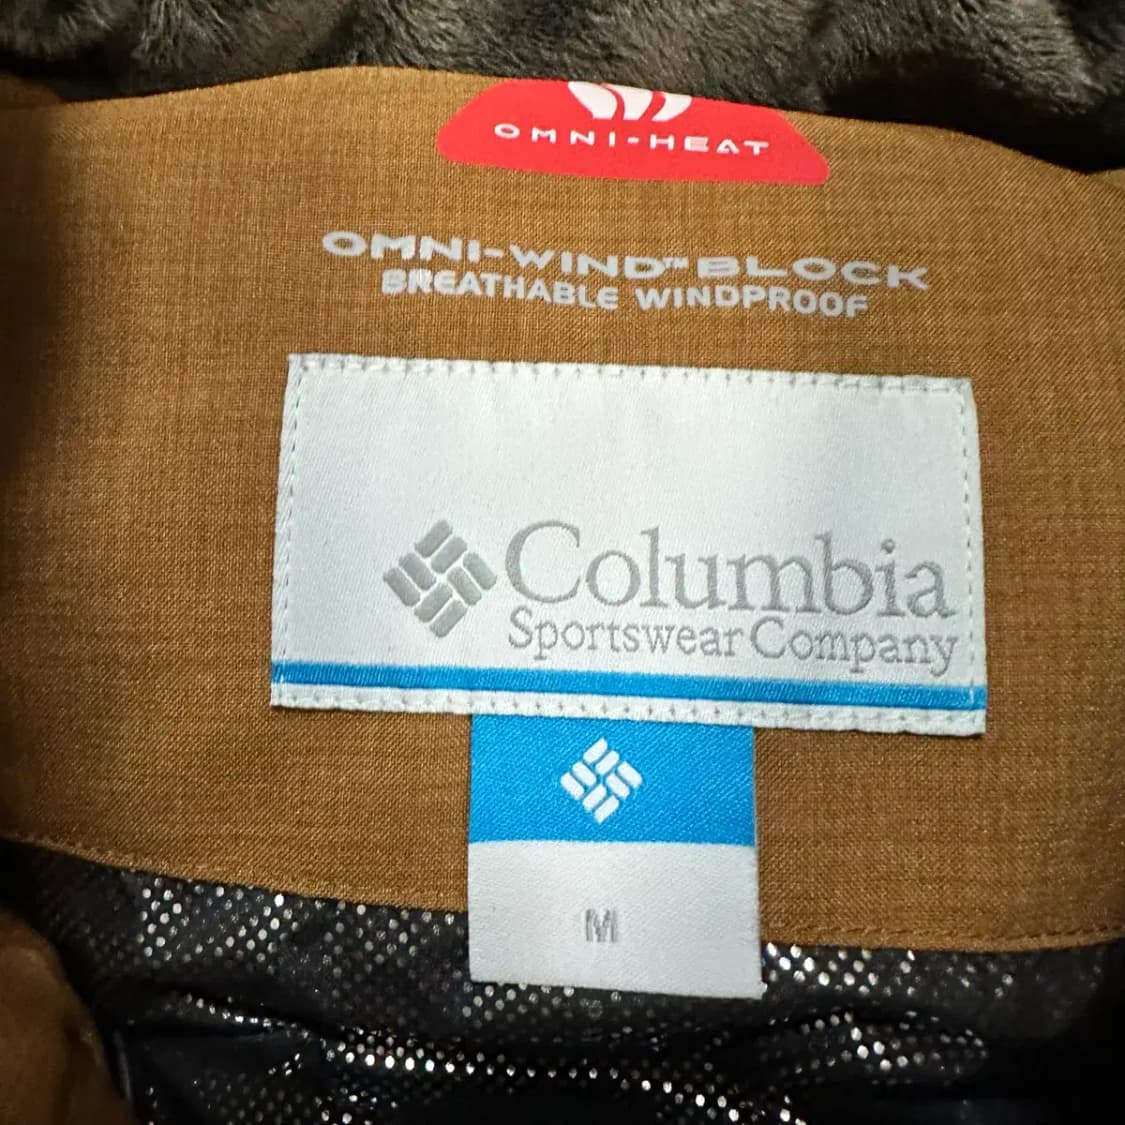 OMNI-HEAT
OMNI-WIND™ BLOCK
BREATHABLE WINDPROOF
Columbia
Sportswear Company
M